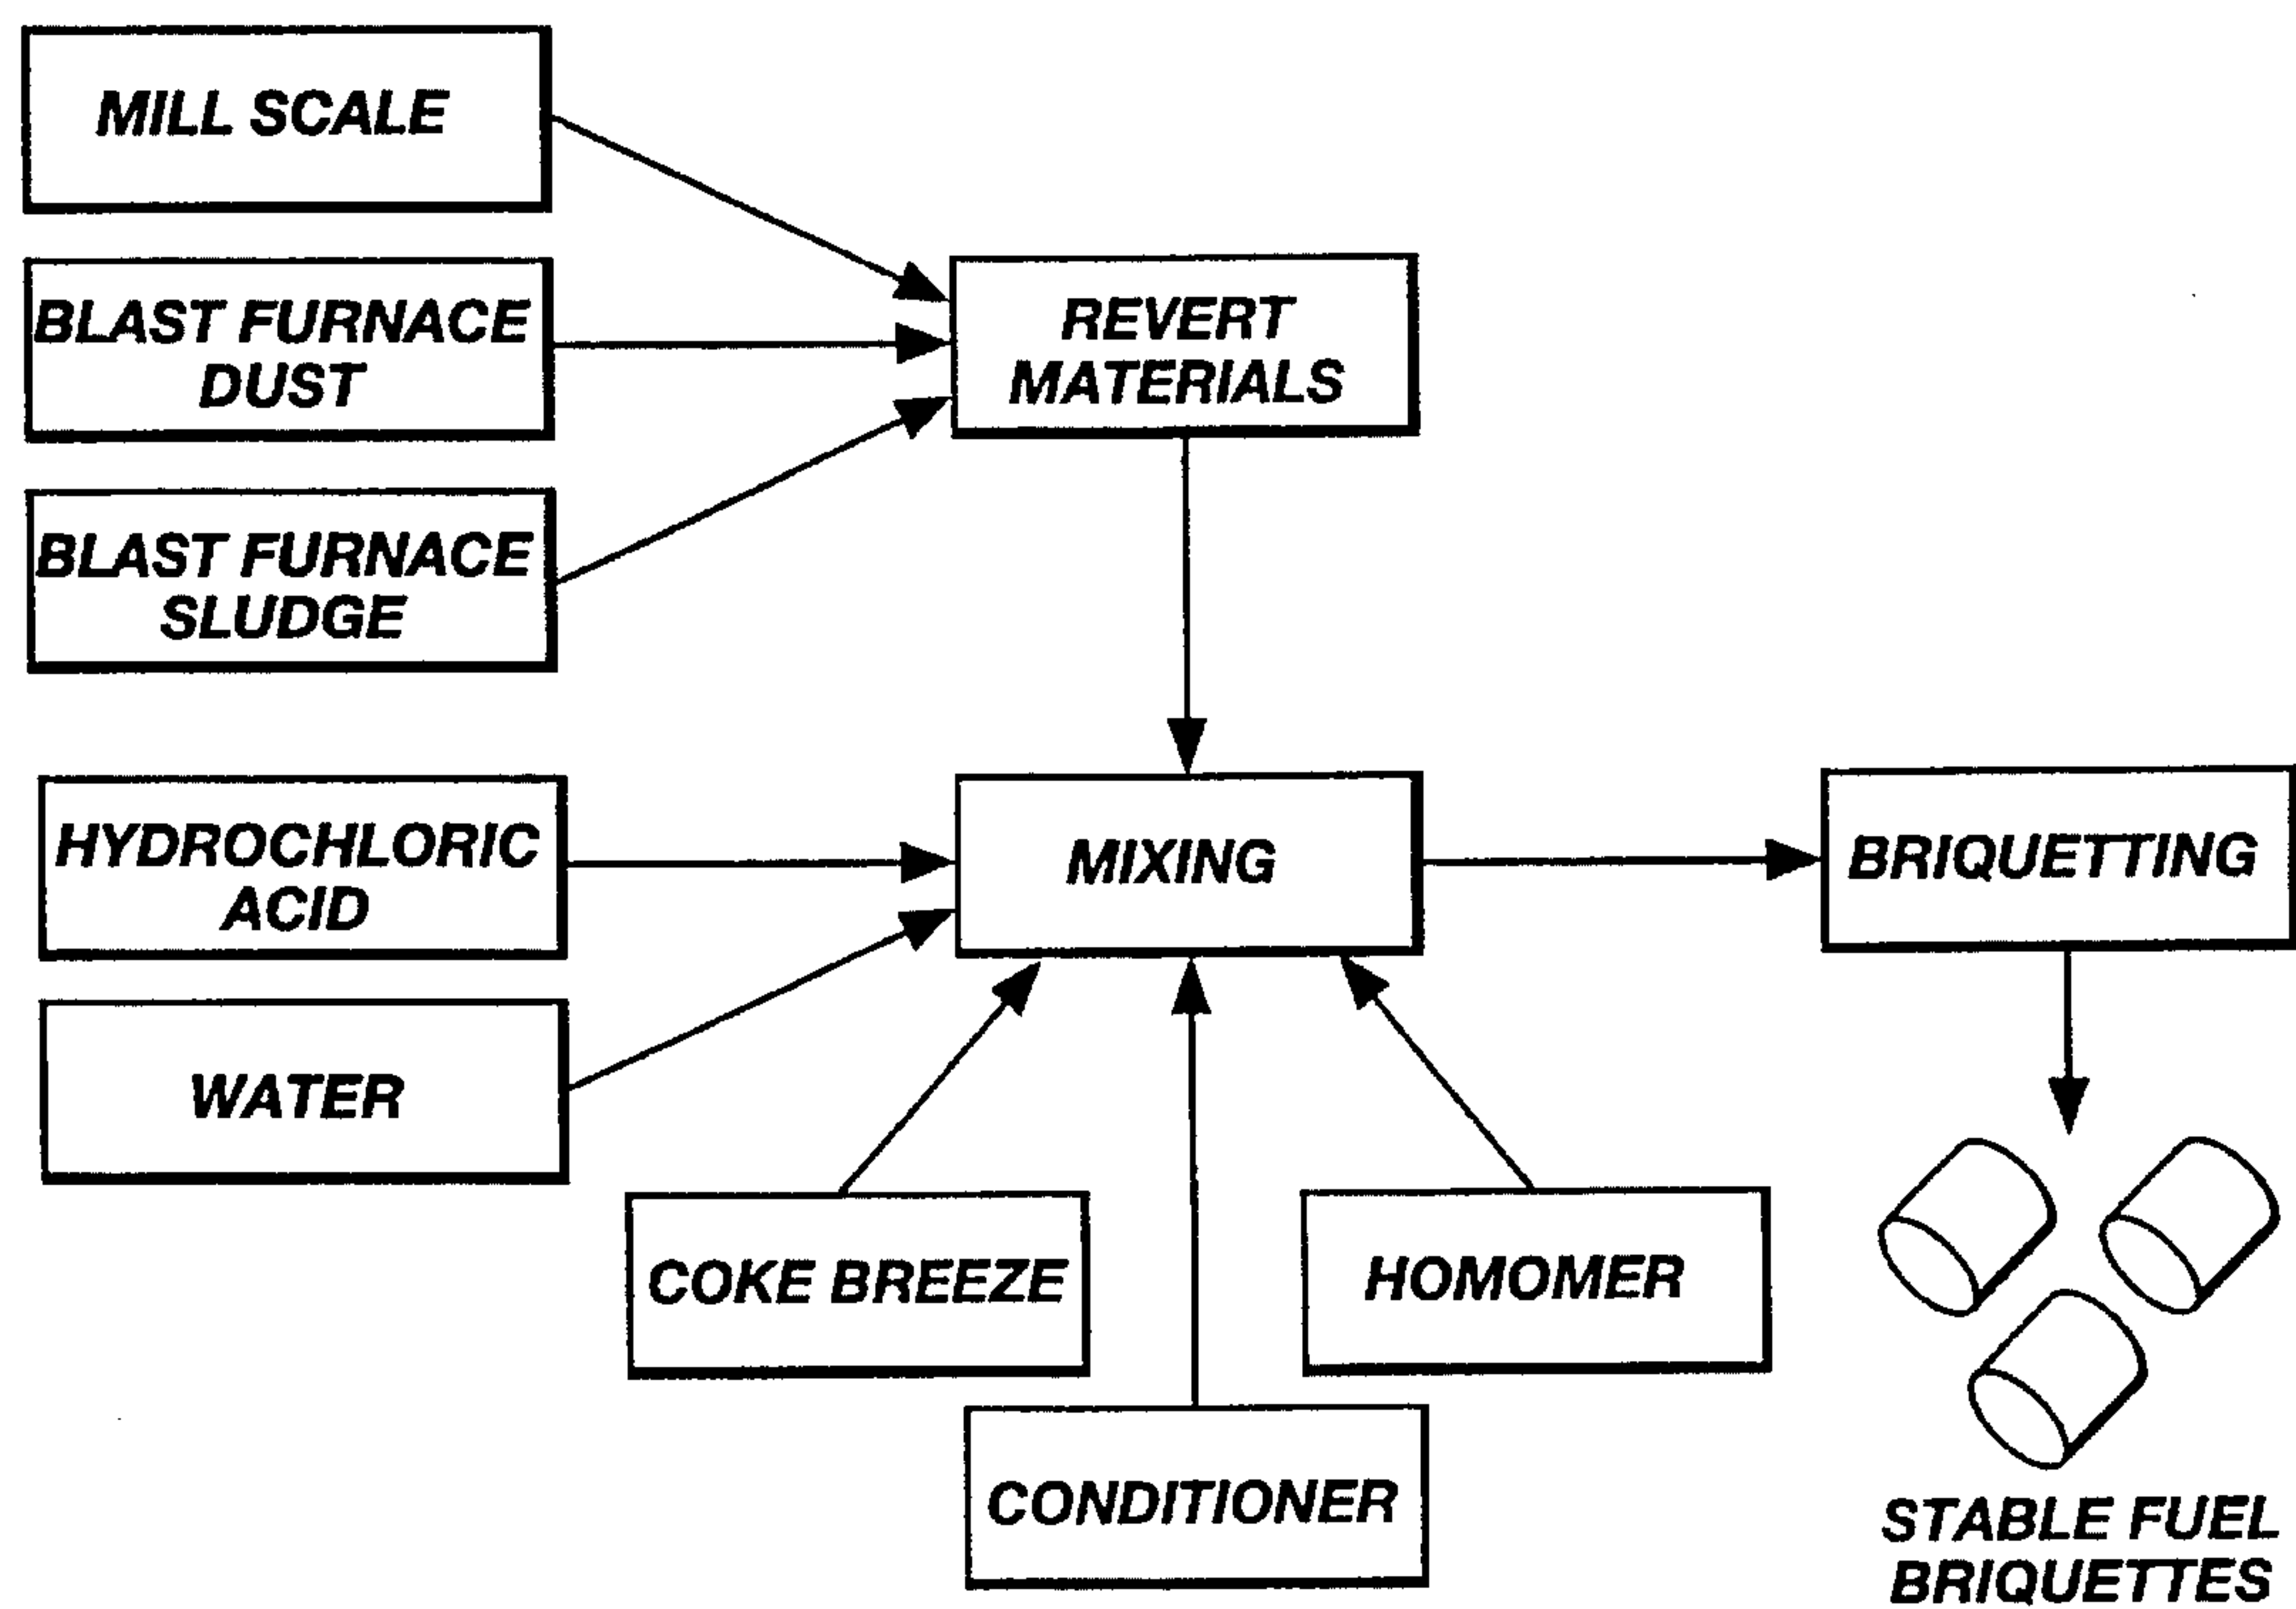 MILL SCALE
BLAST FURNACE
DUST
BLAST FURNACE
SLUDGE
REVERT
MATERIALS
HYDROCHLORIC
ACID
WATER
MIXING
BRIQUETTING
COKE BREEZE
HOMOMER
CONDITIONER
STABLE FUEL
BRIQUETTES